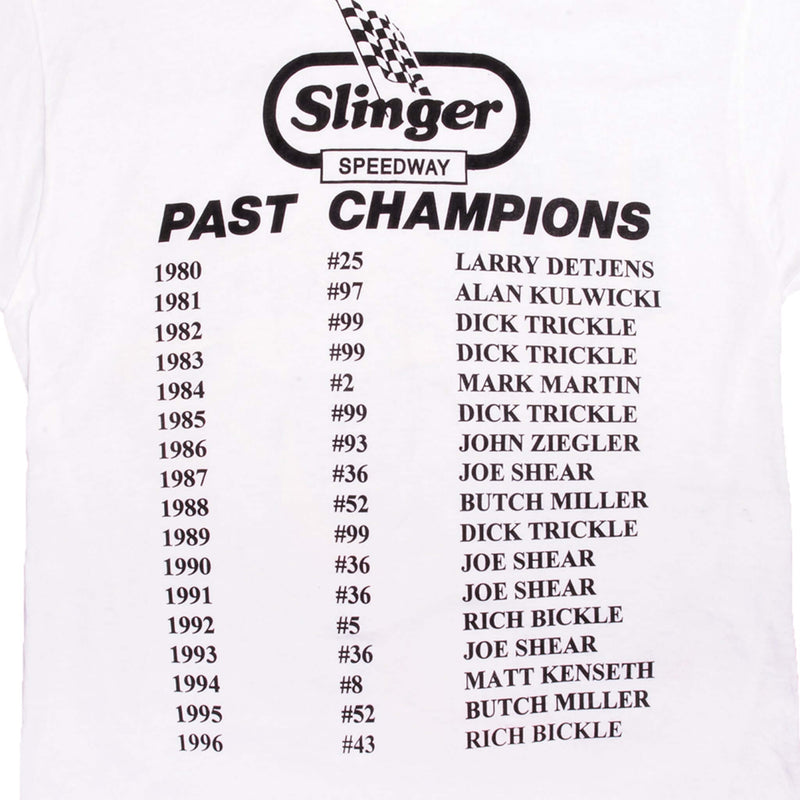 Slinger
SPEEDWAY
PAST CHAMPIONS
1980 #25 LARRY DETJENS
1981 #97 ALAN KULWICKI
1982 #99 DICK TRICKLE
1983 #99 DICK TRICKLE
1984 #2 MARK MARTIN
1985 #99 DICK TRICKLE
1986 #93 JOHN ZIEGLER
1987 #36 JOE SHEAR
1988 #52 BUTCH MILLER
1989 #99 DICK TRICKLE
1990 #36 JOE SHEAR
1991 #36 JOE SHEAR
1992 #5 RICH BICKLE
1993 #36 JOE SHEAR
1994 #8 MATT KENSETH
1995 #52 BUTCH MILLER
1996 #43 RICH BICKLE